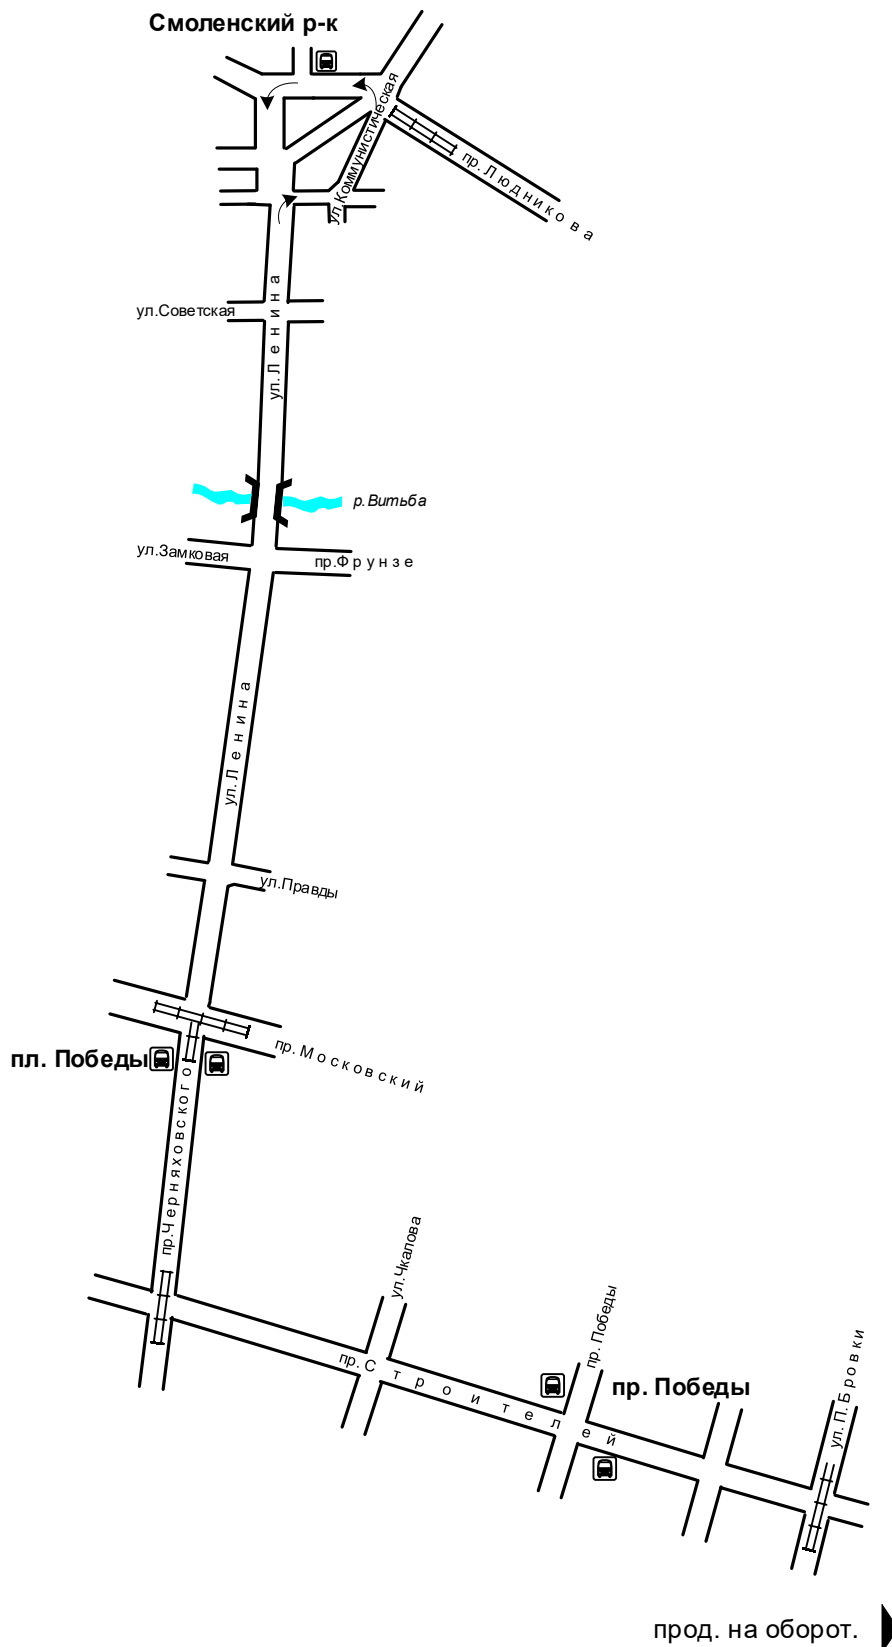 Смоленский р-к
ул.Коммунистическая
пр. Людникова
ул.Советская
ул. Ленина
р.Витьба
ул.Замковая
пр.Фрунзе
ул. Ленина
ул.Правды
пр. Московский
пл. Победы
пр.Черняховского
ул.Чкалова
пр. Победы
пр. Строителей
пр. Победы
ул. П. Бровки
прод. на оборот.